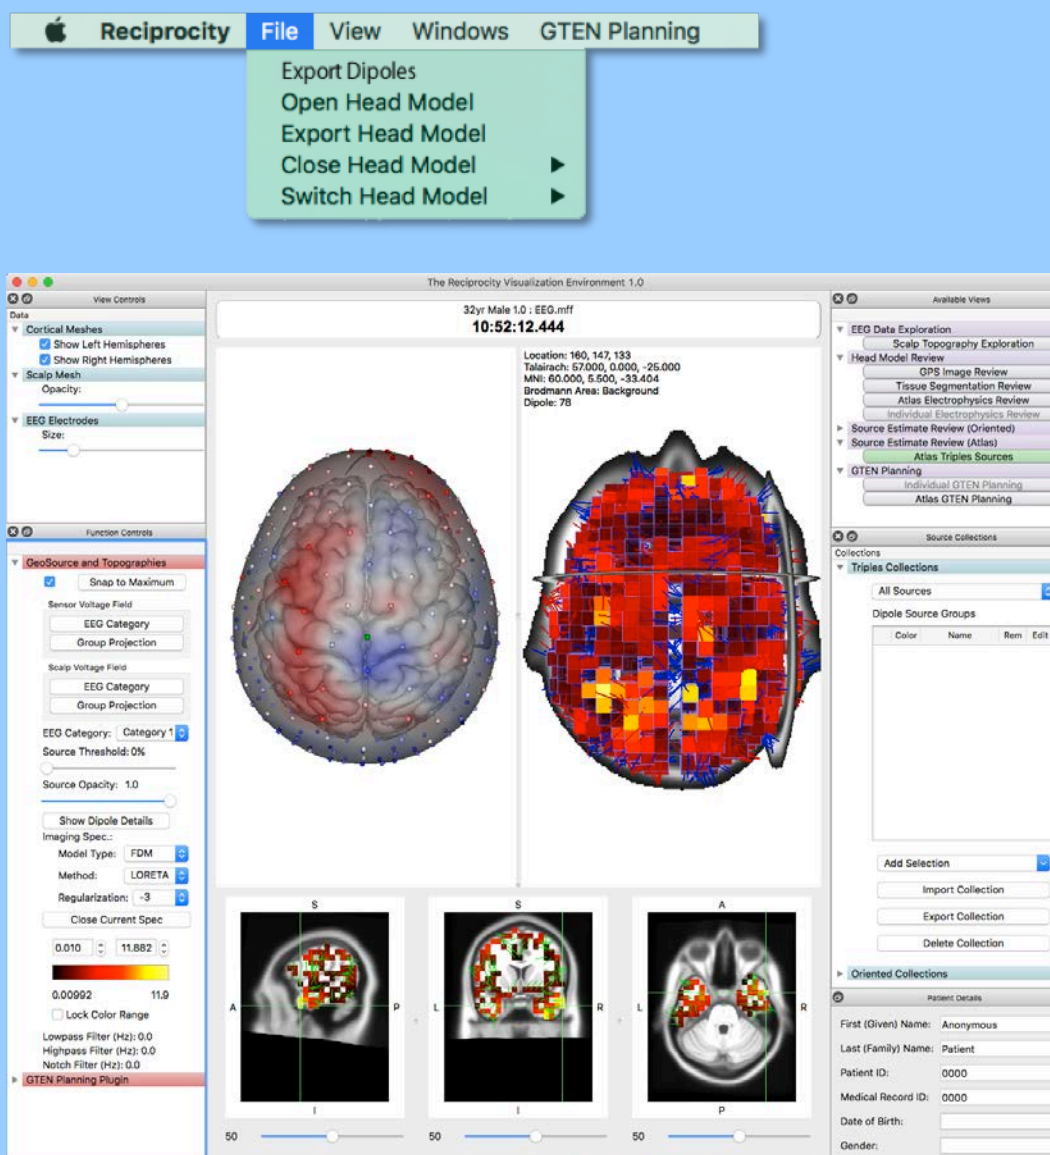 Reciprocity File View Windows GTEN Planning
Export Dipoles
Open Head Model
Export Head Model
Close Head Model
Switch Head Model
The Reciprocity Visualization Environment 1.0
View Controls
Data
Cortical Meshes
Show Left Hemispheres
Show Right Hemispheres
Scalp Mesh
Opacity:
EEG Electrodes
Size:
Function Controls
GeoSource and Topographies
Snap to Maximum
Sensor Voltage Field
EEG Category
Group Projection
Scalp Voltage Field
EEG Category
Group Projection
EEG Category: Category 1
Source Threshold: 0%
Source Opacity: 1.0
Show Dipole Details
Imaging Spec.:
Model Type: FDM
Method: LORETA
Regularization: -3
Close Current Spec
0.010 11.882
0.00992 11.9
Lock Color Range
Lowpass Filter (Hz): 0.0
Highpass Filter (Hz): 0.0
Notch Filter (Hz): 0.0
GTEN Planning Plugin
32yr Male 1.0 : EEG.mff
10:52:12.444
Location: 160, 147, 133
Talairach: 57.000, 0.000, -25.000
MNI: 60.000, 5.500, -33.404
Brodmann Area: Background
Dipole: 78
S S A
A P L R L R
I I P
50 50 50
Available Views
EEG Data Exploration
Scalp Topography Exploration
Head Model Review
GPS Image Review
Tissue Segmentation Review
Atlas Electrophysics Review
Individual Electrophysics Review
Source Estimate Review (Oriented)
Source Estimate Review (Atlas)
Atlas Triples Sources
GTEN Planning
Individual GTEN Planning
Atlas GTEN Planning
Source Collections
Collections
Triples Collections
All Sources
Dipole Source Groups
Color Name Rem Edit
Add Selection
Import Collection
Export Collection
Delete Collection
Oriented Collections
Patient Details
First (Given) Name: Anonymous
Last (Family) Name: Patient
Patient ID: 0000
Medical Record ID: 0000
Date of Birth:
Gender: